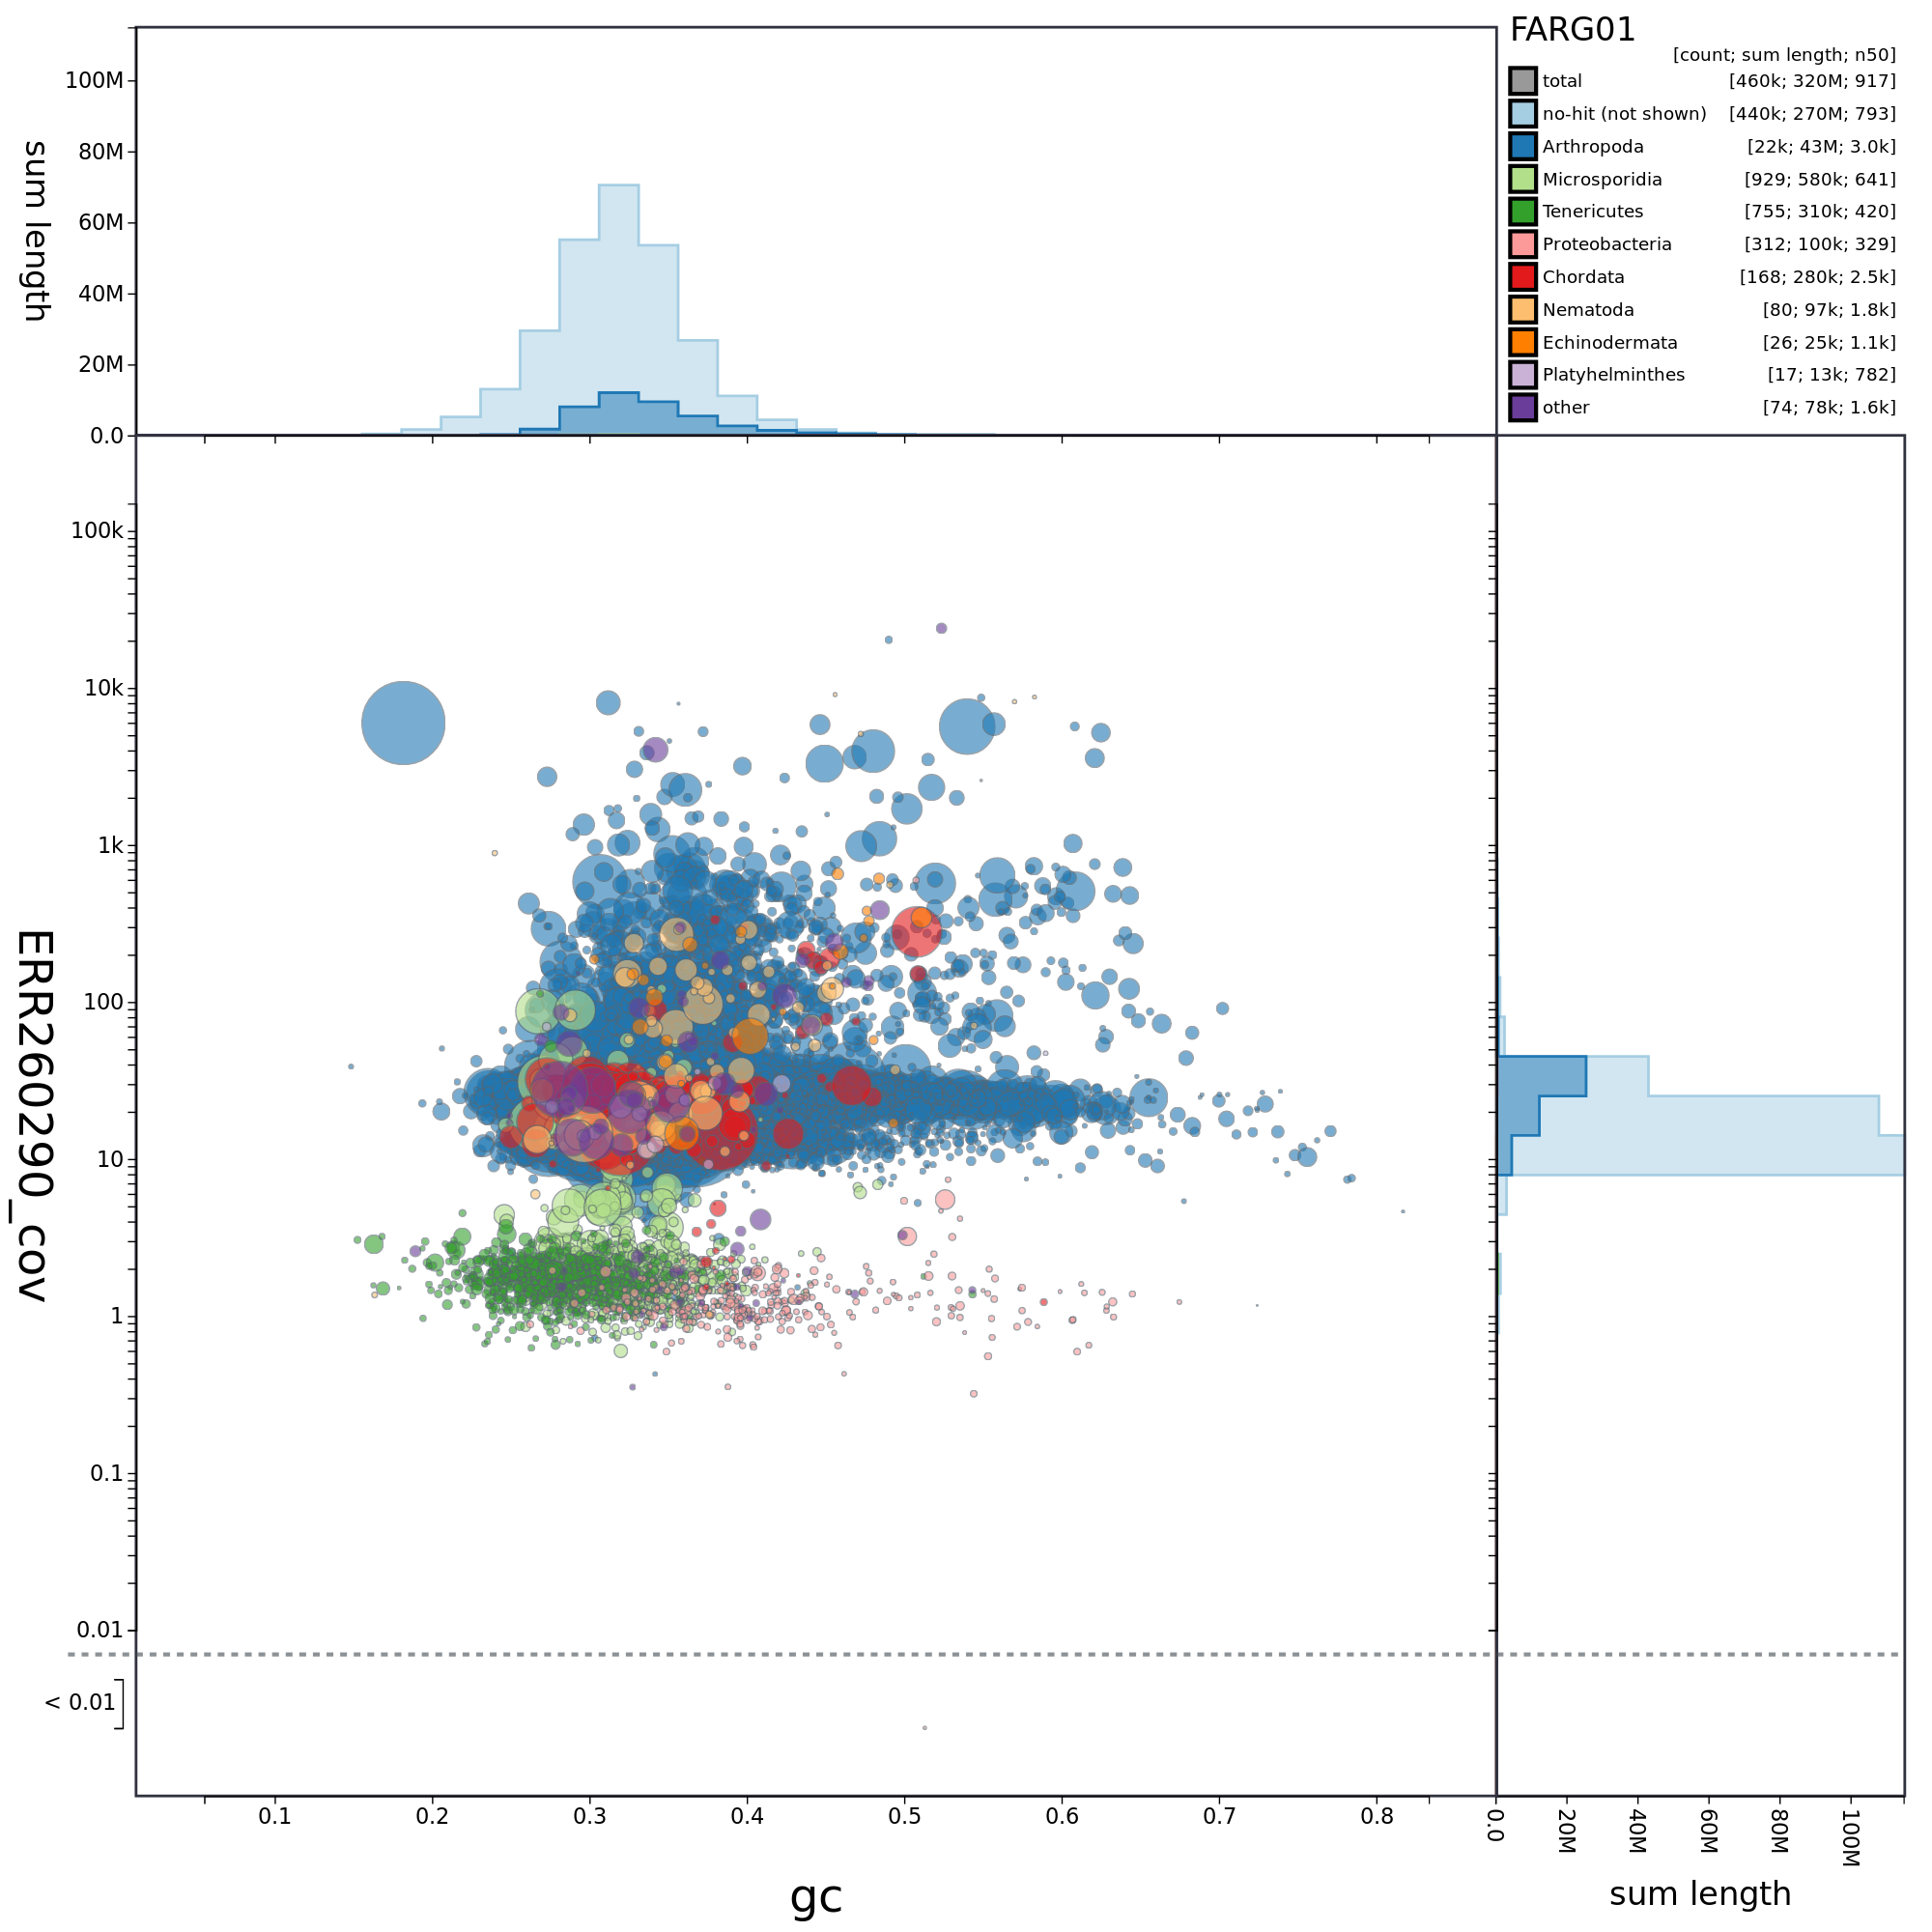 FARG01
[count; sum length; n50]
total [460k; 320M; 917]
no-hit (not shown) [440k; 270M; 793]
Arthropoda [22k; 43M; 3.0k]
Microsporidia [929; 580k; 641]
Tenericutes [755; 310k; 420]
Proteobacteria [312; 100k; 329]
Chordata [168; 280k; 2.5k]
Nematoda [80; 97k; 1.8k]
Echinodermata [26; 25k; 1.1k]
Platyhelminthes [17; 13k; 782]
other [74; 78k; 1.6k]
sum length
100M
80M
60M
40M
20M
0.0
ERR260290_cov
100k
10k
1k
100
10
1
0.1
0.01
< 0.01
0.1 0.2 0.3 0.4 0.5 0.6 0.7 0.8
gc
0.0 20M 40M 60M 80M 100M
sum length